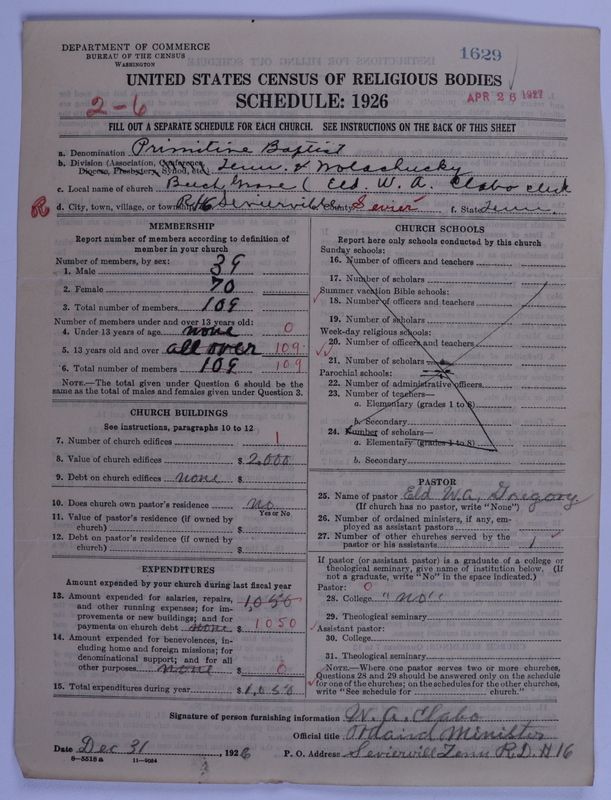 DEPARTMENT OF COMMERCE
BUREAU OF THE CENSUS
WASHINGTON
1629
UNITED STATES CENSUS OF RELIGIOUS BODIES
SCHEDULE: 1926
2-6
APR 26 1927
FILL OUT A SEPARATE SCHEDULE FOR EACH CHURCH. SEE INSTRUCTIONS ON THE BACK OF THIS SHEET
a. Denomination Primitive Baptist
b. Division (Association, Conference, Diocese, Presbytery, Synod, etc.) Tenn. & Nolachucky
c. Local name of church Beech Grove ( Eld. W. A. Clabo clerk
R d. City, town, village, or township Sevierville e. County Sevier f. State Tenn.
MEMBERSHIP
Report number of members according to definition of member in your church
Number of members, by sex:
1. Male 39
2. Female 70
3. Total number of members 109
Number of members under and over 13 years old:
4. Under 13 years of age none 0
5. 13 years old and over all over 109
6. Total number of members 109 109
NOTE.—The total given under Question 6 should be the same as the total of males and females given under Question 3.
CHURCH BUILDINGS
See instructions, paragraphs 10 to 12
7. Number of church edifices 1
8. Value of church edifices $ 2,000
9. Debt on church edifices none $
10. Does church own pastor's residence No
Yes or No
11. Value of pastor's residence (if owned by church) $
12. Debt on pastor's residence (if owned by church) $
EXPENDITURES
Amount expended by your church during last fiscal year
13. Amount expended for salaries, repairs, and other running expenses; for improvements or new buildings; and for payments on church debt none $ 1,050 1050
14. Amount expended for benevolences, including home and foreign missions; for denominational support; and for all other purposes none $ 0
15. Total expenditures during year $ 1,050
CHURCH SCHOOLS
Report here only schools conducted by this church
Sunday schools:
16. Number of officers and teachers
17. Number of scholars
Summer vacation Bible schools:
18. Number of officers and teachers
19. Number of scholars
Week-day religious schools:
20. Number of officers and teachers
21. Number of scholars
Parochial schools:
22. Number of administrative officers
23. Number of teachers—
a. Elementary (grades 1 to 8)
b. Secondary
24. Number of scholars—
a. Elementary (grades 1 to 8)
b. Secondary
PASTOR
25. Name of pastor Eld W.A. Gregory
(If church has no pastor, write "None")
26. Number of ordained ministers, if any, employed as assistant pastors
27. Number of other churches served by the pastor or his assistants 1
If pastor (or assistant pastor) is a graduate of a college or theological seminary, give name of institution below. (If not a graduate, write "No" in the space indicated.)
Pastor: 0
28. College "no"
29. Theological seminary
Assistant pastor:
30. College
31. Theological seminary
NOTE.—Where one pastor serves two or more churches, Questions 28 and 29 should be answered only on the schedule for one of the churches; on the schedules for the other churches, write "See schedule for church."
Signature of person furnishing information W. A. Clabo
Official title Ordaind Minister
Date Dec 31, 1926 P. O. Address Seviervill Tenn R.D. #16
8—5518a 11—9084